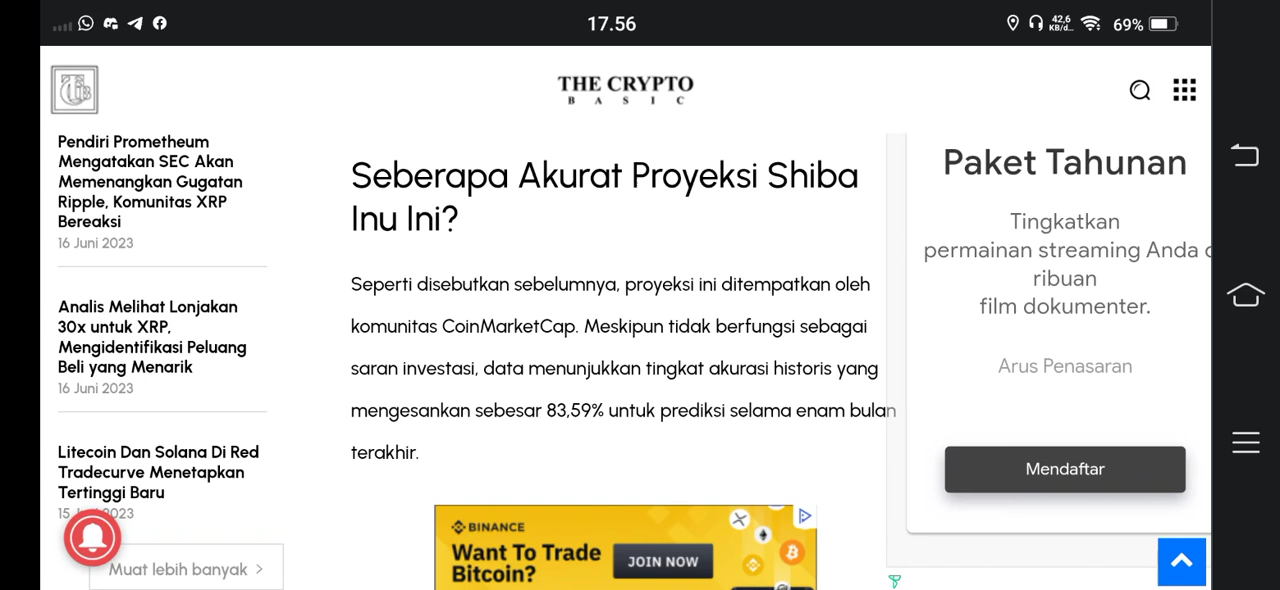 17.56
42,6
KB/d...
69%
THE CRYPTO
BASIC
Pendiri Prometheum
Mengatakan SEC Akan
Memenangkan Gugatan
Ripple, Komunitas XRP
Bereaksi
16 Juni 2023
Analis Melihat Lonjakan
30x untuk XRP,
Mengidentifikasi Peluang
Beli yang Menarik
16 Juni 2023
Litecoin Dan Solana Di Red
Tradecurve Menetapkan
Tertinggi Baru
15 2023
Muat lebih banyak >
Seberapa Akurat Proyeksi Shiba
Inu Ini?
Seperti disebutkan sebelumnya, proyeksi ini ditempatkan oleh
komunitas CoinMarketCap. Meskipun tidak berfungsi sebagai
saran investasi, data menunjukkan tingkat akurasi historis yang
mengesankan sebesar 83,59% untuk prediksi selama enam bulan
terakhir.
BINANCE
Want To Trade
Bitcoin?
JOIN NOW
Paket Tahunan
Tingkatkan
permainan streaming Anda
ribuan
film dokumenter.
Arus Penasaran
Mendaftar